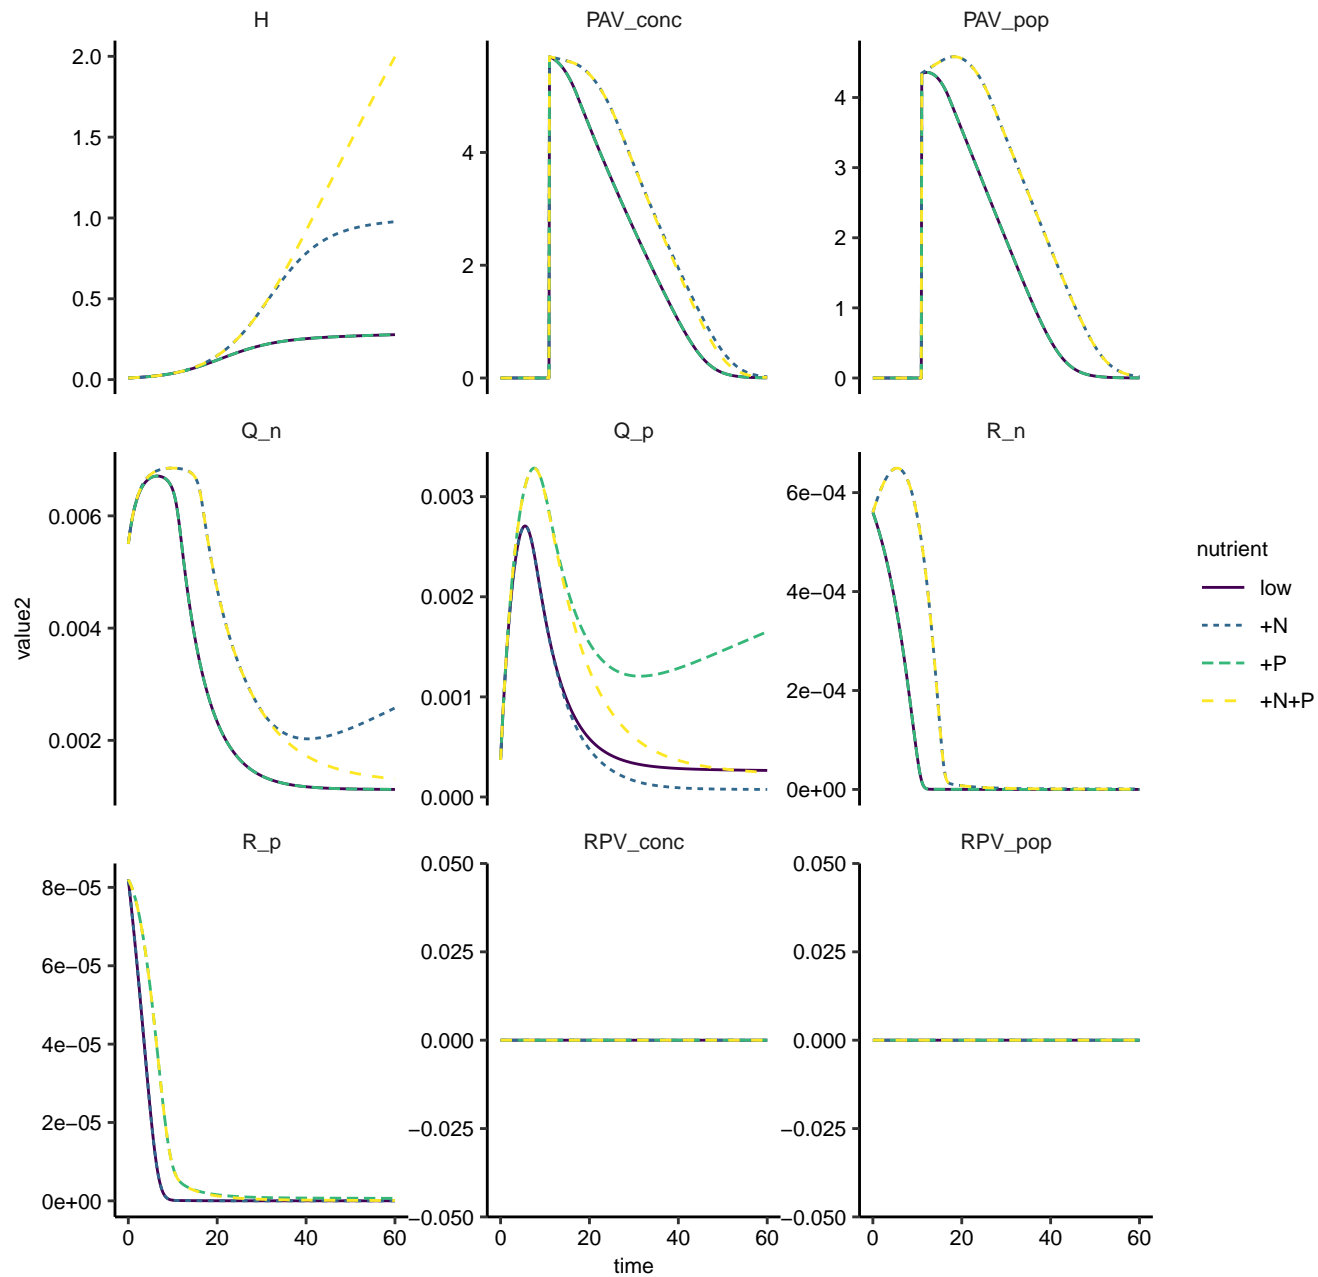 H
PAV_conc
PAV_pop
2.0
1.5
1.0
0.5
0.0
4
2
0
4
3
2
1
0
Q_n
Q_p
R_n
0.006
0.004
0.002
0.003
0.002
0.001
0.000
6e−04
4e−04
2e−04
0e+00
R_p
RPV_conc
RPV_pop
8e−05
6e−05
4e−05
2e−05
0e+00
0.050
0.025
0.000
−0.025
−0.050
0.050
0.025
0.000
−0.025
−0.050
0 20 40 60
0 20 40 60
0 20 40 60
time
value2
nutrient
low
+N
+P
+N+P